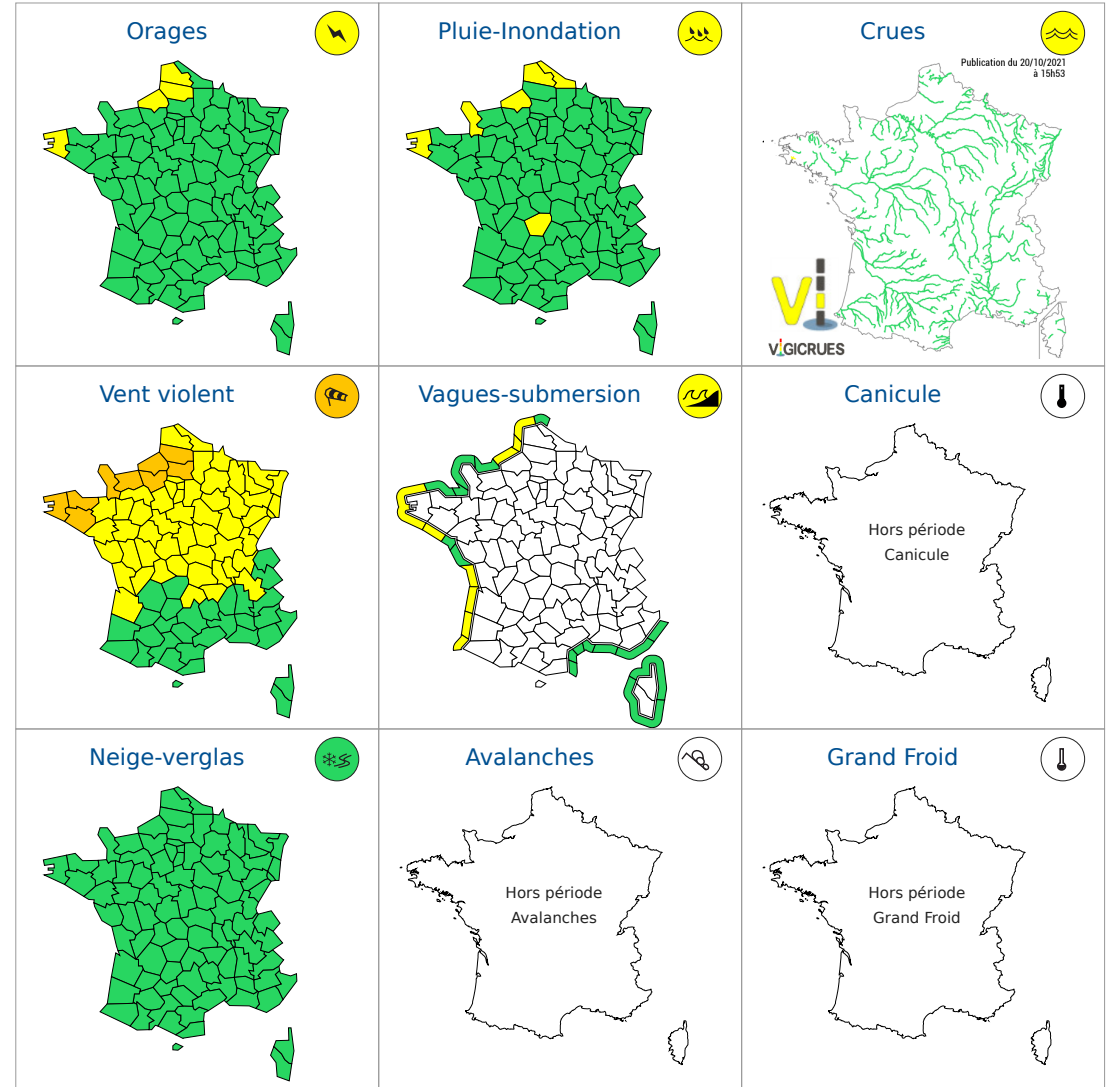 Orages
Pluie-Inondation
Crues
Publication du 20/10/2021
à 15h53
Vi
VIGICRUES
Vent violent
Vagues-submersion
Canicule
Hors période
Canicule
Neige-verglas
Avalanches
Grand Froid
Hors période
Avalanches
Hors période
Grand Froid